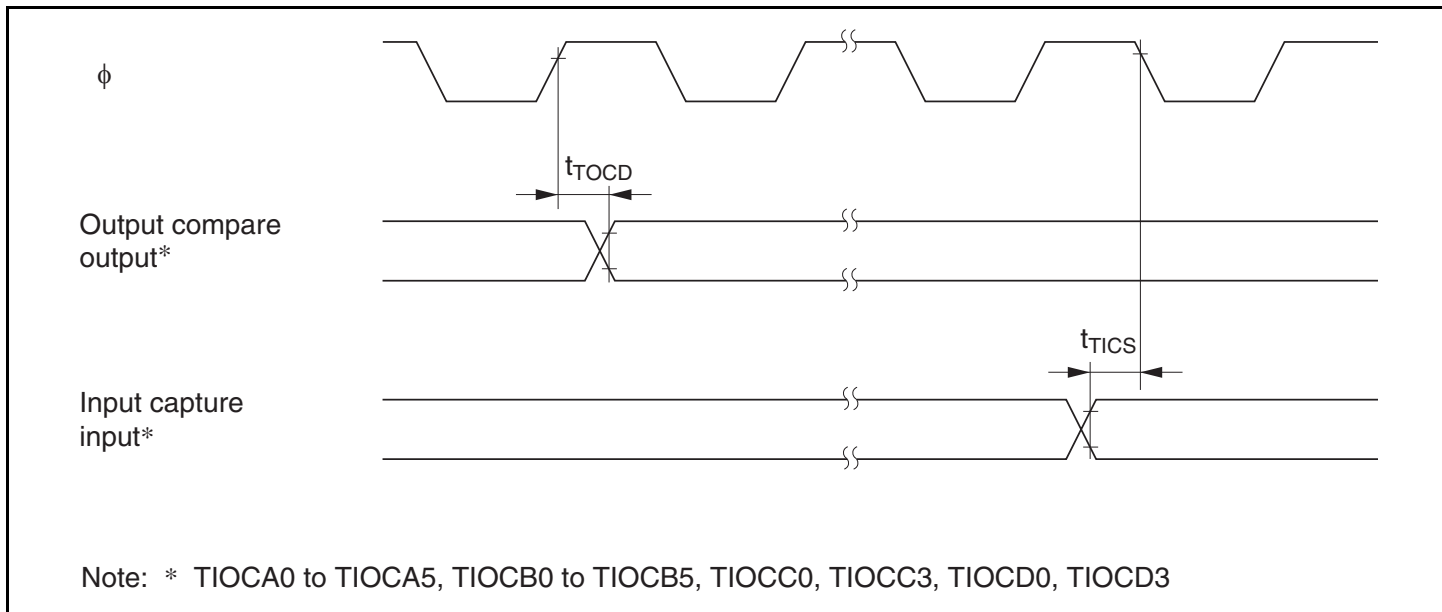 ϕ
tTOCD
Output compare
output*
tTICS
Input capture
input*
Note: * TIOCA0 to TIOCA5, TIOCB0 to TIOCB5, TIOCC0, TIOCC3, TIOCD0, TIOCD3